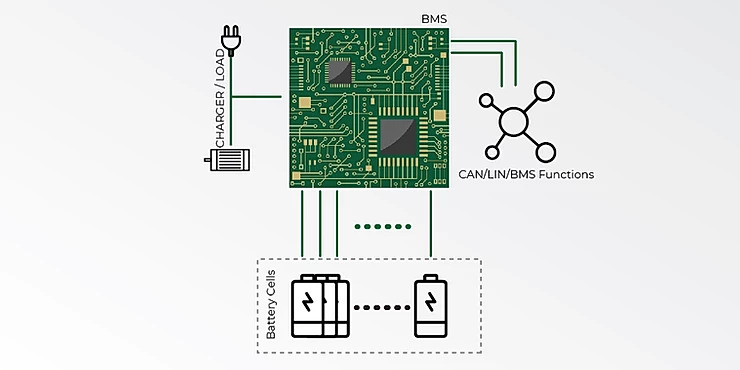 BMS
CHARGER / LOAD
CAN/LIN/BMS Functions
Battery Cells